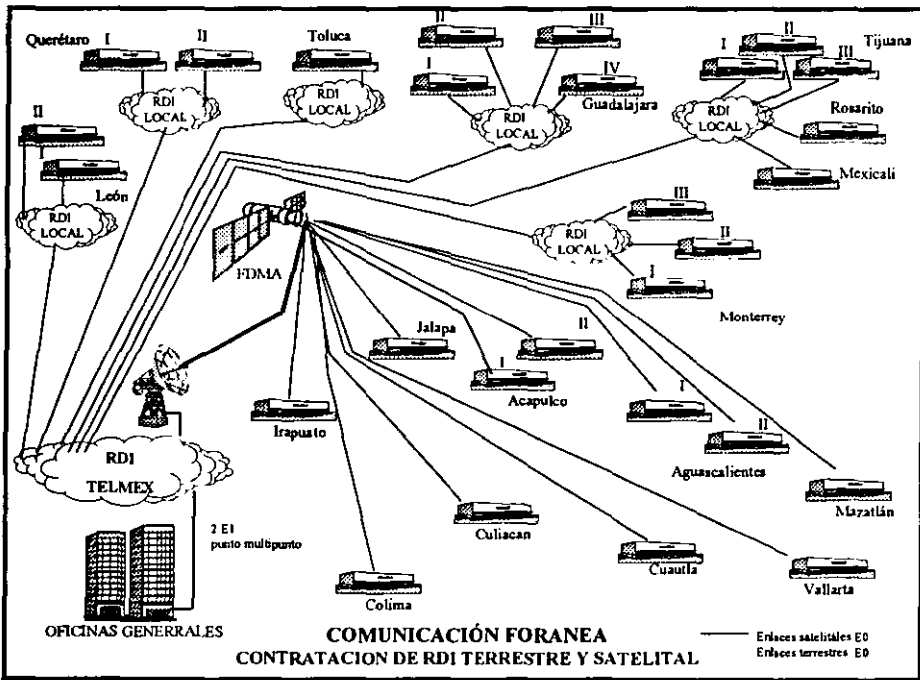 Querétaro
I
II
Toluca
II
III
I
IV
Guadalajara
I
II
III
Tijuana
Rosarito
Mexicali
RDI
LOCAL
RDI
LOCAL
RDI
LOCAL
RDI
LOCAL
II
I
León
RDI
LOCAL
RDI
LOCAL
III
II
I
Monterrey
FDMA
Jalapa
II
I
Acapulco
I
II
Aguascalientes
Irapuato
Mazatlán
RDI
TELMEX
Culiacan
Cuautla
Vallarta
Colima
2 E1
punto multipunto
OFICINAS GENERRALES
COMUNICACIÓN FORANEA
CONTRATACION DE RDI TERRESTRE Y SATELITAL
Enlaces satelitáles E0
Enlaces terrestres E0